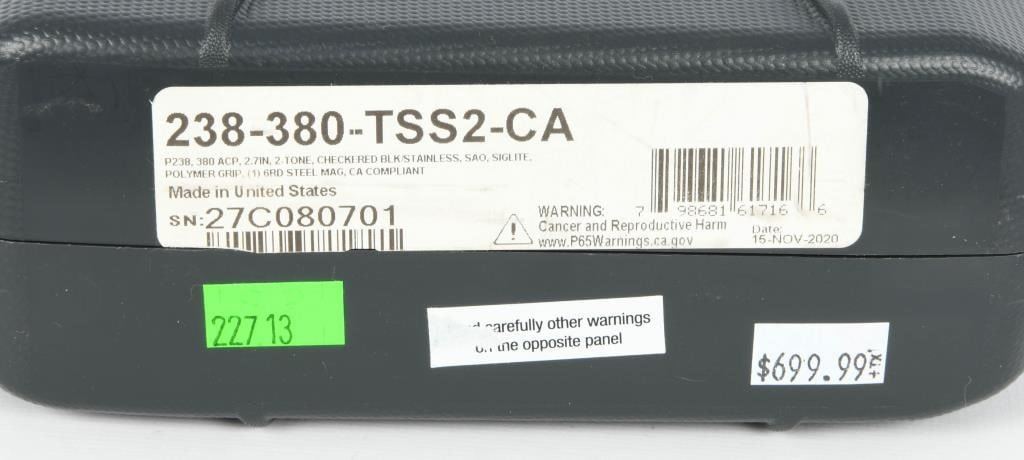 238-380-TSS2-CA
P238, 380 ACP, 2.7IN, 2-TONE, CHECKERED BLK/STAINLESS, SAO, SIGLITE,
POLYMER GRIP, (1) 6RD STEEL MAG, CA COMPLIANT
Made in United States
SN:27C080701
WARNING:
Cancer and Reproductive Harm
www.P65Warnings.ca.gov
7 98681 61716 6
Date:
15-NOV-2020
22713
carefully other warnings
the opposite panel
$699.99 +TX